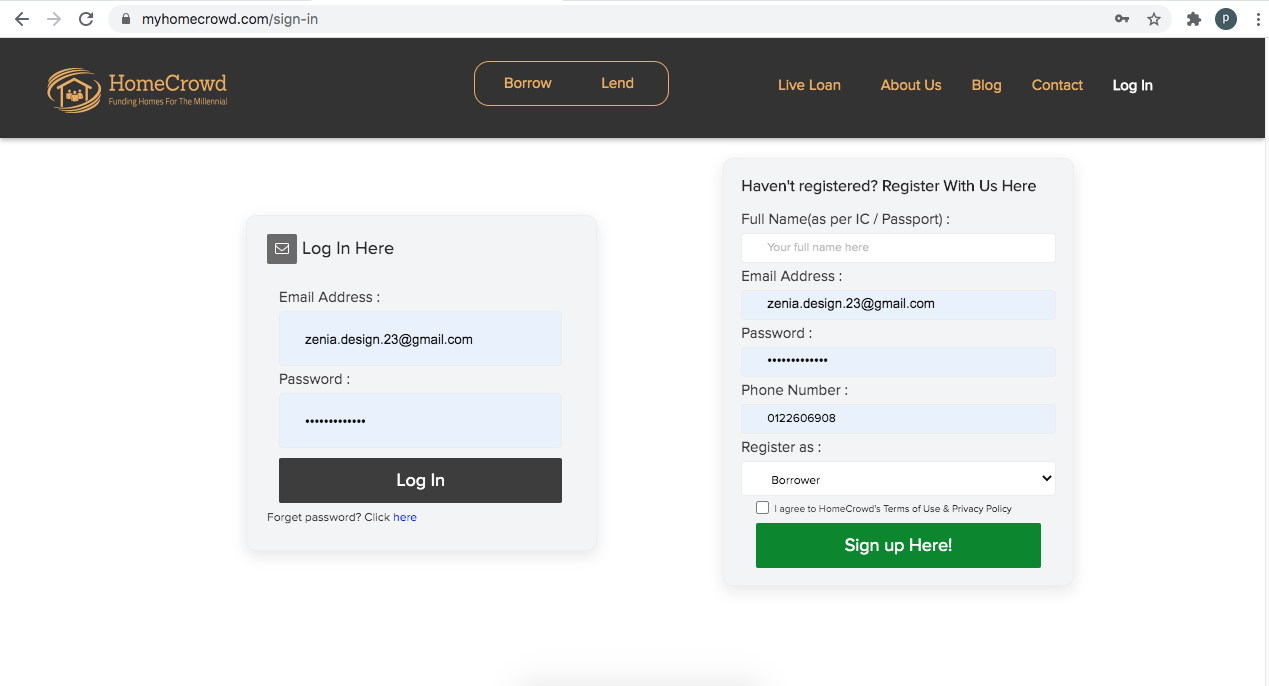 myhomecrowd.com/sign-in
P
HomeCrowd
Funding Homes For The Millennial
Borrow Lend
Live Loan About Us Blog Contact Log In
Log In Here
Email Address :
zenia.design.23@gmail.com
Password :
•••••••••••••
Log In
Forget password? Click here
Haven't registered? Register With Us Here
Full Name(as per IC / Passport) :
Your full name here
Email Address :
zenia.design.23@gmail.com
Password :
•••••••••••••
Phone Number :
0122606908
Register as :
Borrower
I agree to HomeCrowd's Terms of Use & Privacy Policy
Sign up Here!